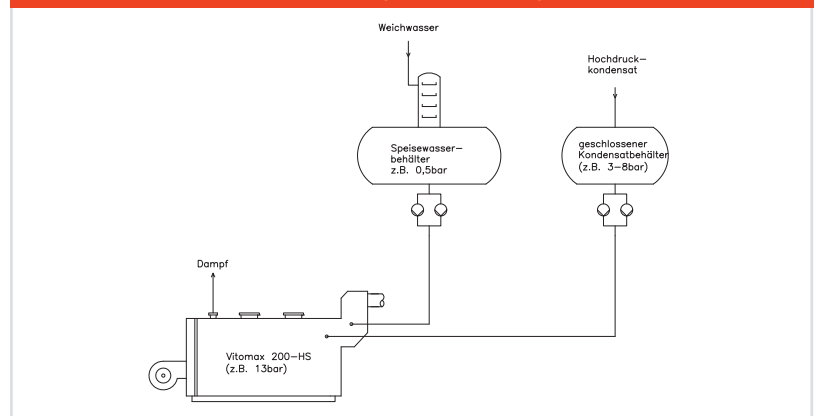 Weichwasser
Hochdruck–
kondensat
Speisewasser–
behälter
z.B. 0,5bar
geschlossener
Kondensatbehälter
(z.B. 3–8bar)
Dampf
Vitomax 200–HS
(z.B. 13bar)